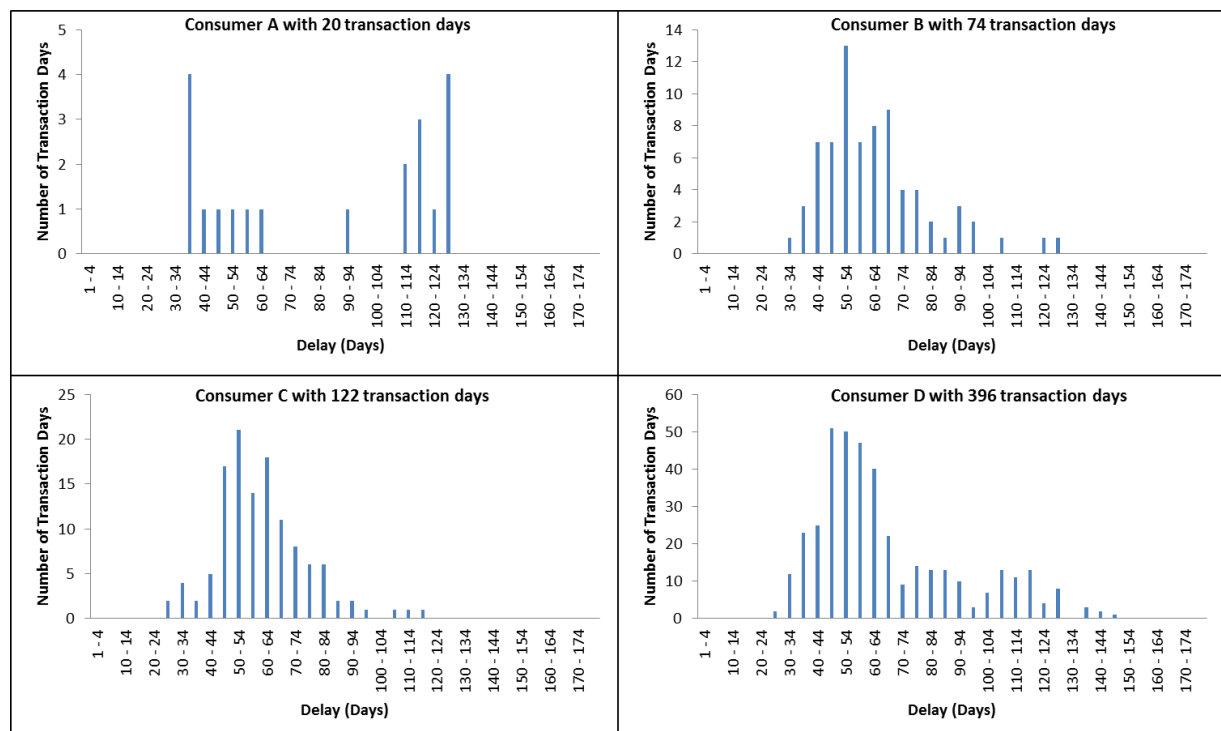 Consumer A with 20 transaction days
Number of Transaction Days
5
4
3
2
1
0
1 - 4
10 - 14
20 - 24
30 - 34
40 - 44
50 - 54
60 - 64
70 - 74
80 - 84
90 - 94
100 - 104
110 - 114
120 - 124
130 - 134
140 - 144
150 - 154
160 - 164
170 - 174
Delay (Days)
Consumer B with 74 transaction days
Number of Transaction Days
14
12
10
8
6
4
2
0
1 - 4
10 - 14
20 - 24
30 - 34
40 - 44
50 - 54
60 - 64
70 - 74
80 - 84
90 - 94
100 - 104
110 - 114
120 - 124
130 - 134
140 - 144
150 - 154
160 - 164
170 - 174
Delay (Days)
Consumer C with 122 transaction days
Number of Transaction Days
25
20
15
10
5
0
1 - 4
10 - 14
20 - 24
30 - 34
40 - 44
50 - 54
60 - 64
70 - 74
80 - 84
90 - 94
100 - 104
110 - 114
120 - 124
130 - 134
140 - 144
150 - 154
160 - 164
170 - 174
Delay (Days)
Consumer D with 396 transaction days
Number of Transaction Days
60
50
40
30
20
10
0
1 - 4
10 - 14
20 - 24
30 - 34
40 - 44
50 - 54
60 - 64
70 - 74
80 - 84
90 - 94
100 - 104
110 - 114
120 - 124
130 - 134
140 - 144
150 - 154
160 - 164
170 - 174
Delay (Days)